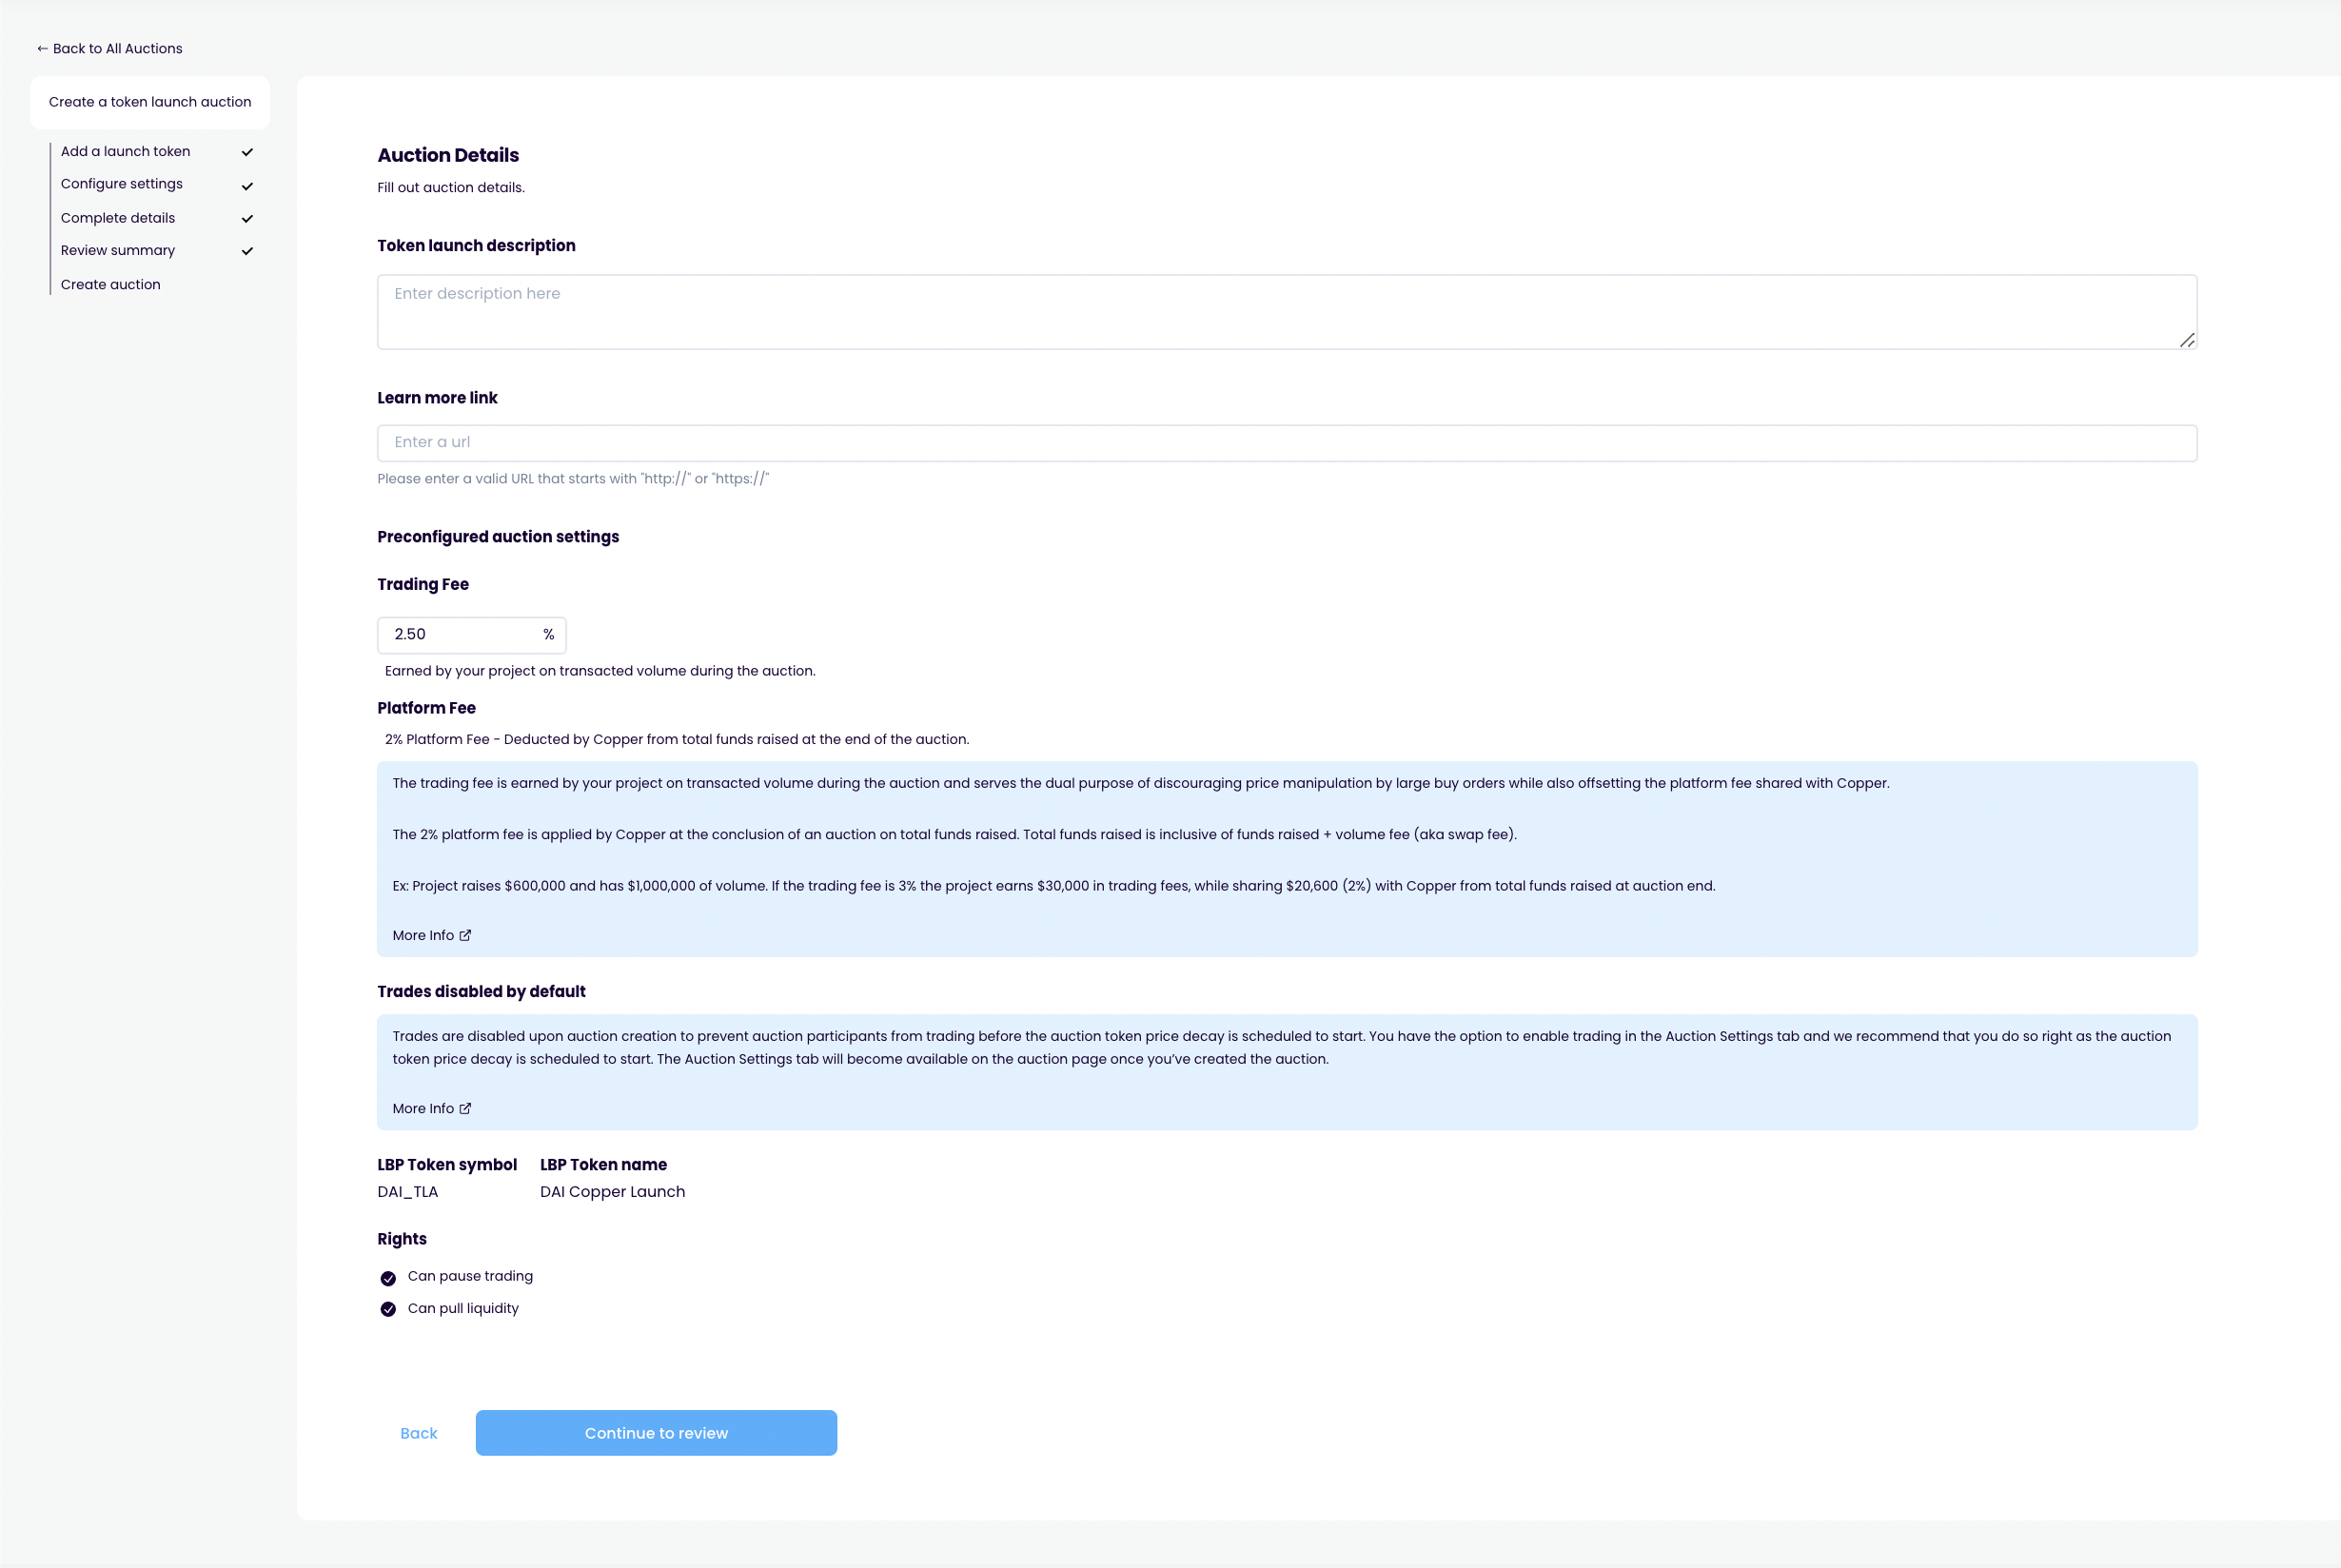 ← Back to All Auctions
Create a token launch auction
Add a launch token
Configure settings
Complete details
Review summary
Create auction
Auction Details
Fill out auction details.
Token launch description
Enter description here
Learn more link
Enter a url
Please enter a valid URL that starts with "http://" or "https://"
Preconfigured auction settings
Trading Fee
2.50 %
Earned by your project on transacted volume during the auction.
Platform Fee
2% Platform Fee - Deducted by Copper from total funds raised at the end of the auction.
The trading fee is earned by your project on transacted volume during the auction and serves the dual purpose of discouraging price manipulation by large buy orders while also offsetting the platform fee shared with Copper.
The 2% platform fee is applied by Copper at the conclusion of an auction on total funds raised. Total funds raised is inclusive of funds raised + volume fee (aka swap fee).
Ex: Project raises $600,000 and has $1,000,000 of volume. If the trading fee is 3% the project earns $30,000 in trading fees, while sharing $20,600 (2%) with Copper from total funds raised at auction end.
More Info
Trades disabled by default
Trades are disabled upon auction creation to prevent auction participants from trading before the auction token price decay is scheduled to start. You have the option to enable trading in the Auction Settings tab and we recommend that you do so right as the auction
token price decay is scheduled to start. The Auction Settings tab will become available on the auction page once you’ve created the auction.
More Info
LBP Token symbol LBP Token name
DAI_TLA DAI Copper Launch
Rights
Can pause trading
Can pull liquidity
Back Continue to review